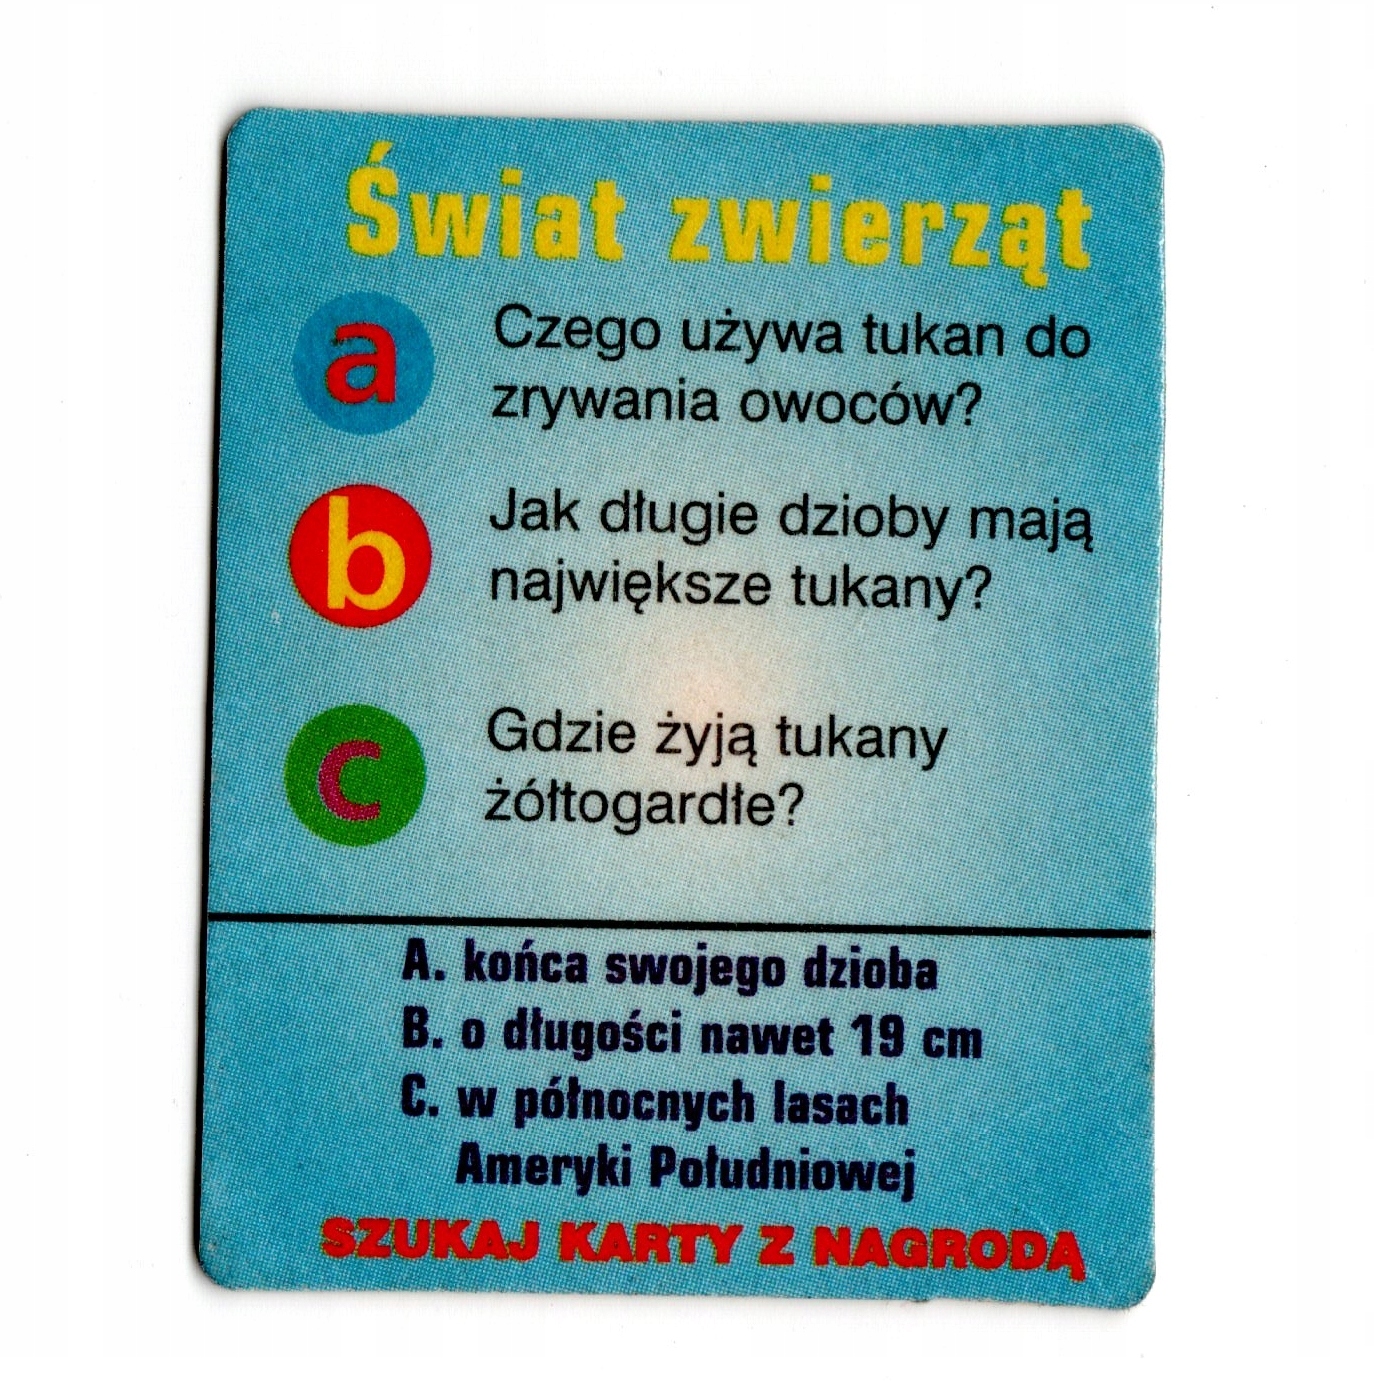 Świat zwierząt
a
Czego używa tukan do
zrywania owoców?
b
Jak długie dzioby mają
największe tukany?
c
Gdzie żyją tukany
żółtogardłe?
A. końca swojego dzioba
B. o długości nawet 19 cm
C. w północnych lasach
Ameryki Południowej
SZUKAJ KARTY Z NAGRODĄ